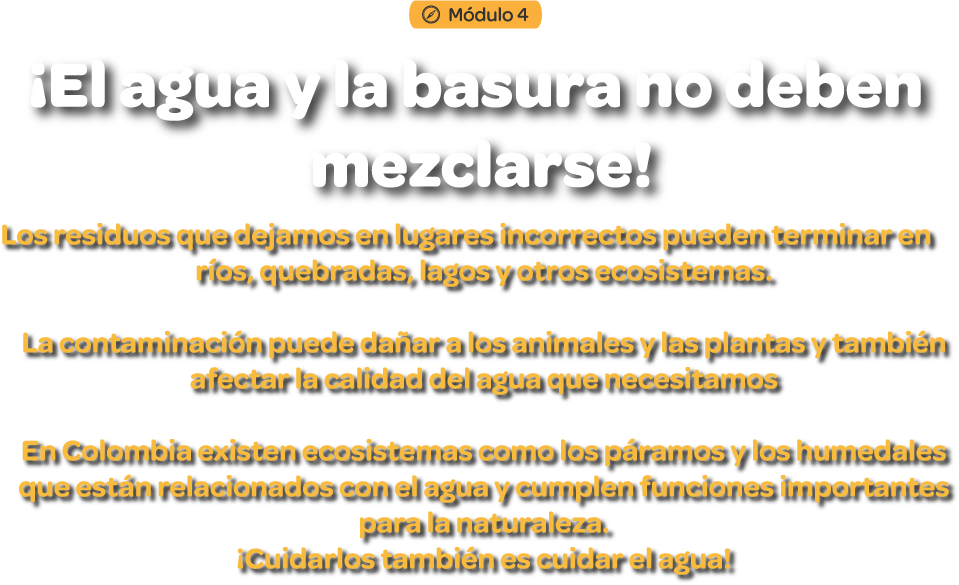 Módulo 4
¡El agua y la basura no deben
mezclarse!
Los residuos que dejamos en lugares incorrectos pueden terminar en
ríos, quebradas, lagos y otros ecosistemas.
La contaminación puede dañar a los animales y las plantas y también
afectar la calidad del agua que necesitamos
En Colombia existen ecosistemas como los páramos y los humedales
que están relacionados con el agua y cumplen funciones importantes
para la naturaleza.
¡Cuidarlos también es cuidar el agua!